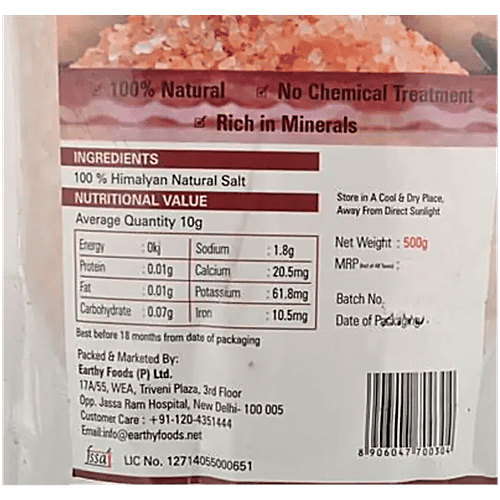 100% Natural No Chemical Treatment
Rich in Minerals
INGREDIENTS
100 % Himalyan Natural Salt
NUTRITIONAL VALUE
Average Quantity 10g
Energy : 0kj Sodium : 1.8g
Protein : 0.01g Calcium : 20.5mg
Fat : 0.01g Potassium : 61.8mg
Carbohydrate : 0.07g Iron : 10.5mg
Best before 18 months from date of packaging
Packed & Marketed By:
Earthy Foods (P) Ltd.
17A/55, WEA, Triveni Plaza, 3rd Floor
Opp. Jassa Ram Hospital, New Delhi- 100 005
Customer Care : +91-120-4351444
Email:info@earthyfoods.net
fssai LIC No. 12714055000651
Store in A Cool & Dry Place,
Away From Direct Sunlight
Net Weight : 500g
MRP :
Batch No.
Date of Packaging
8 906047 700304